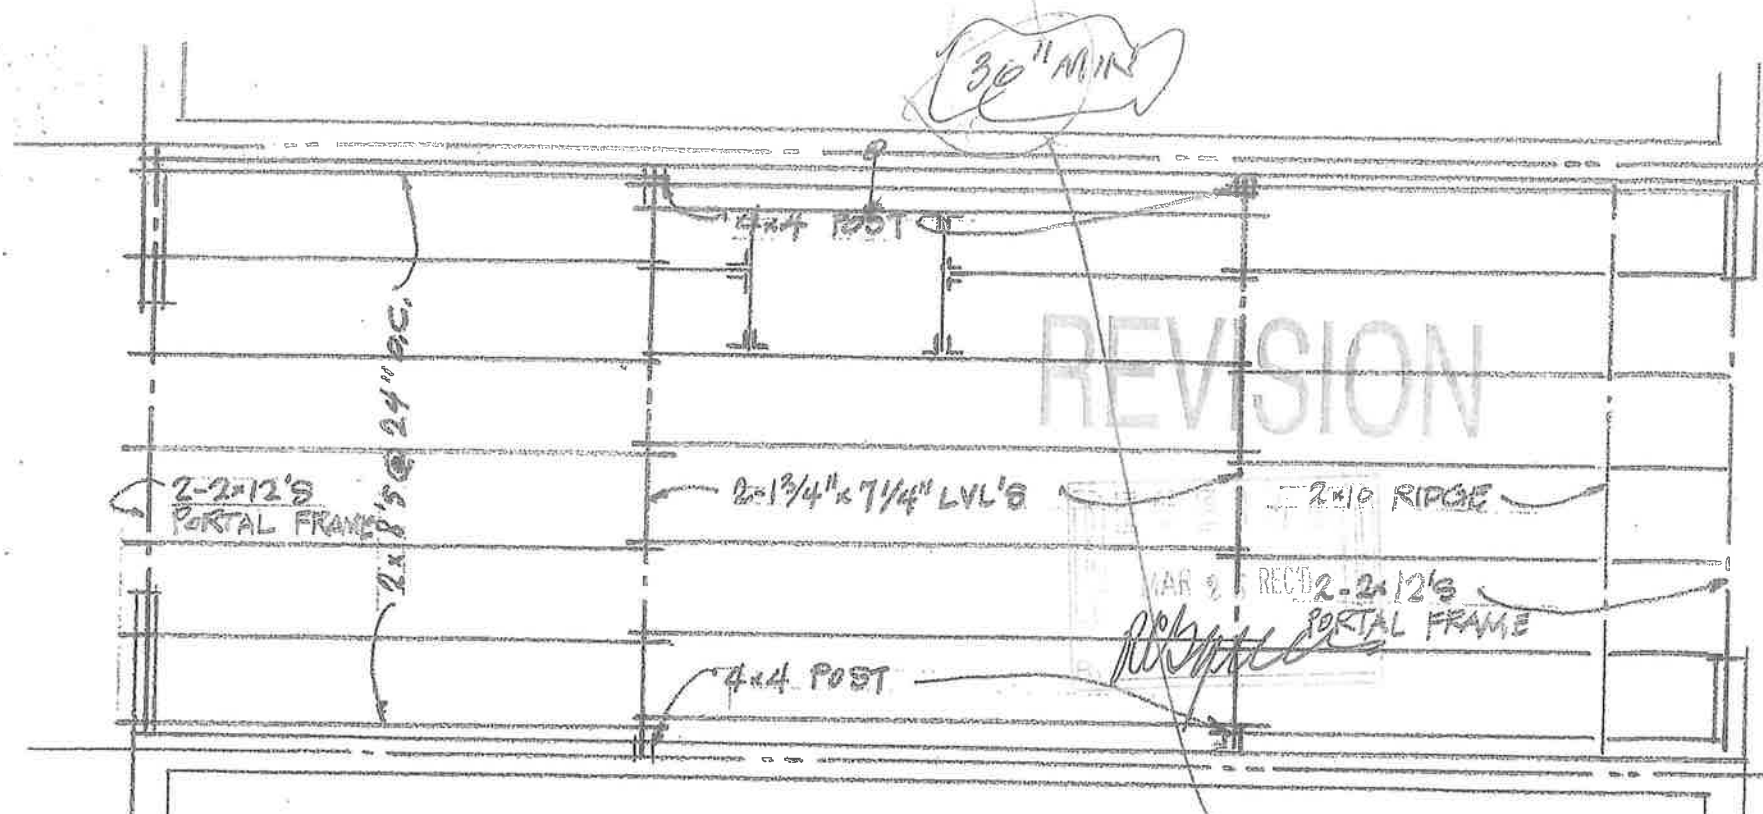 36" MIN
4x4 POST
2x8'S @ 24" O.C.
REVISION
2-2x12'S
PORTAL FRAME
2-1 3/4" x 7 1/4" LVL'S
2x10 RIDGE
MAR REC'D
2-2x12'S
PORTAL FRAME
4x4 POST